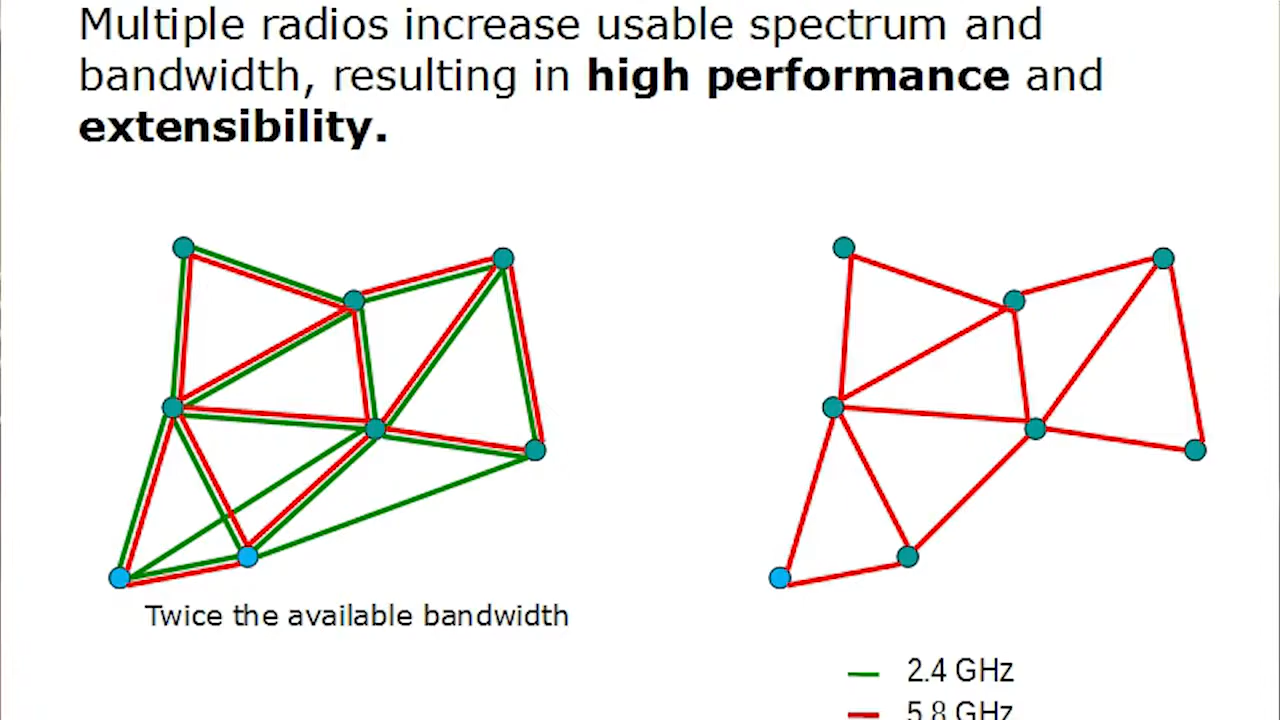 Multiple radios increase usable spectrum and
bandwidth, resulting in high performance and
extensibility.
Twice the available bandwidth
2.4 GHz
5.8 GHz